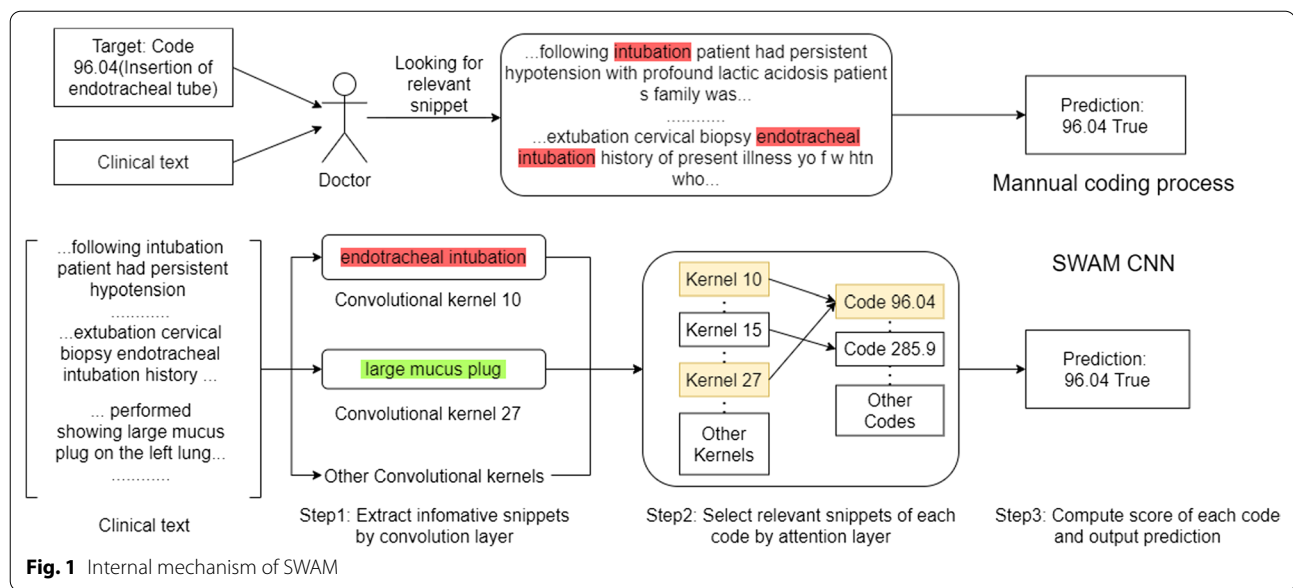 Target: Code
96.04(Insertion of
endotracheal tube)
Clinical text
Doctor
Looking for
relevant
snippet
...following intubation patient had persistent
hypotension with profound lactic acidosis patient
s family was...
............
...extubation cervical biopsy endotracheal
intubation history of present illness yo f w htn
who...
Prediction:
96.04 True
Mannual coding process
...following intubation
patient had persistent
hypotension
............
...extubation cervical
biopsy endotracheal
intubation history ...
... performed
showing large mucus
plug on the left lung...
............
Clinical text
endotracheal intubation
Convolutional kernel 10
large mucus plug
Convolutional kernel 27
Other Convolutional kernels
Step1: Extract infomative snippets
by convolution layer
Kernel 10
Kernel 15
Kernel 27
Other
Kernels
Code 96.04
Code 285.9
Other
Codes
Step2: Select relevant snippets of each
code by attention layer
SWAM CNN
Prediction:
96.04 True
Step3: Compute score of each code
and output prediction
Fig. 1 Internal mechanism of SWAM